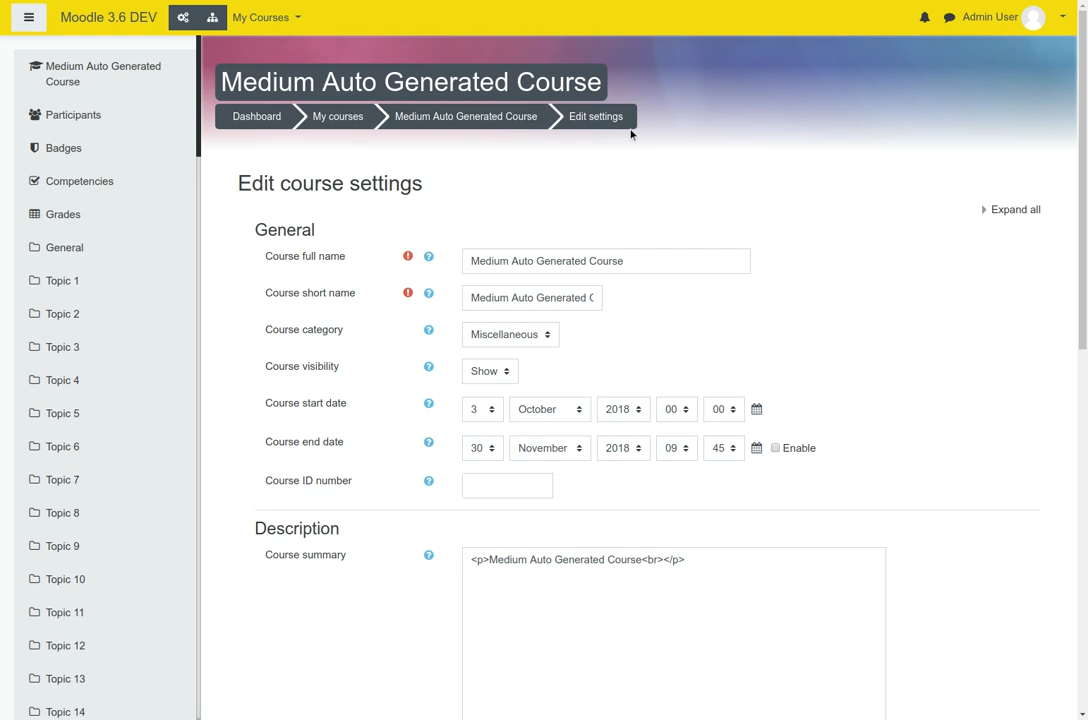 Moodle 3.6 DEV
My Courses
Admin User
Medium Auto Generated
Course
Participants
Badges
Competencies
Grades
General
Topic 1
Topic 2
Topic 3
Topic 4
Topic 5
Topic 6
Topic 7
Topic 8
Topic 9
Topic 10
Topic 11
Topic 12
Topic 13
Topic 14
Medium Auto Generated Course
Dashboard
My courses
Medium Auto Generated Course
Edit settings
Edit course settings
Expand all
General
Course full name ! ? Medium Auto Generated Course
Course short name ! ? Medium Auto Generated C
Course category ? Miscellaneous
Course visibility ? Show
Course start date ? 3 October 2018 00 00
Course end date ? 30 November 2018 09 45 Enable
Course ID number ?
Description
Course summary ? <p>Medium Auto Generated Course<br></p>